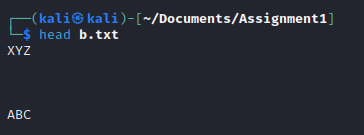 ┌──(kali㉿kali)-[~/Documents/Assignment1]
└─$ head b.txt
XYZ
ABC